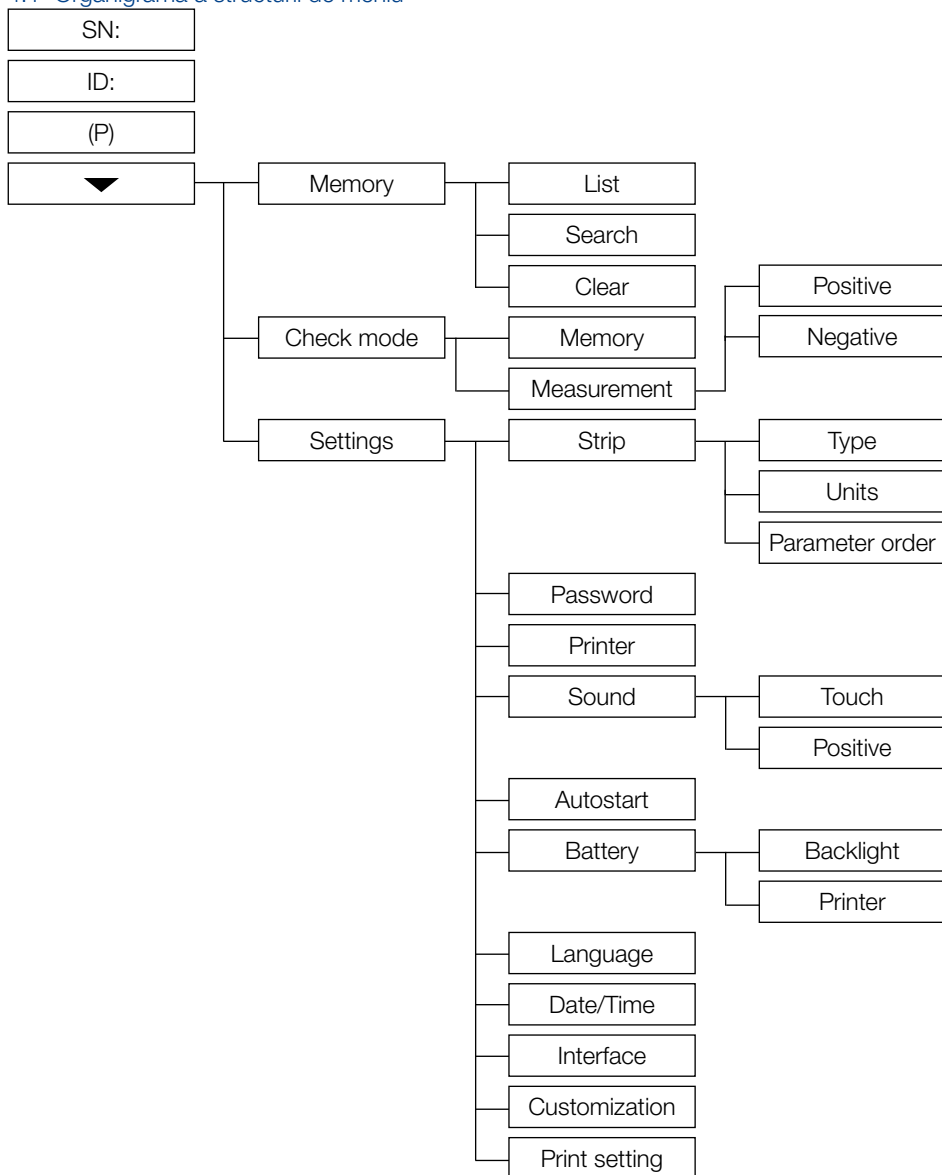 Organigrama a structurii de meniu
SN:
ID:
(P)
Memory
List
Search
Clear
Positive
Check mode
Memory
Negative
Measurement
Settings
Strip
Type
Units
Parameter order
Password
Printer
Sound
Touch
Positive
Autostart
Battery
Backlight
Printer
Language
Date/Time
Interface
Customization
Print setting